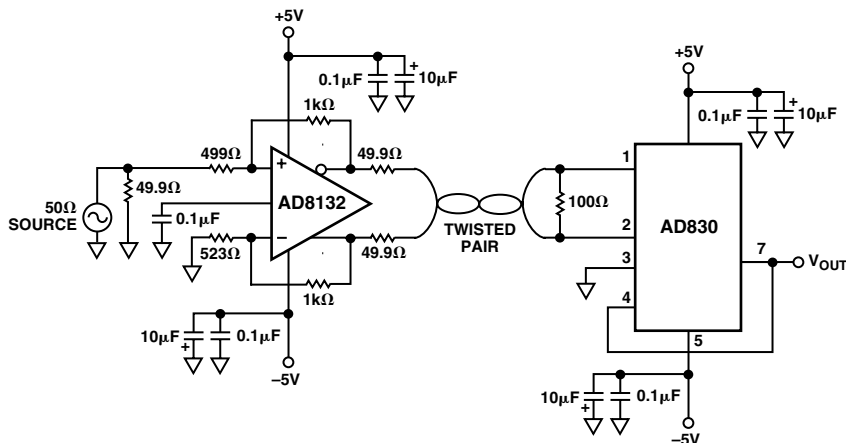 +5V
0.1µF
10µF
+
1kΩ
+5V
0.1µF
10µF
+
499Ω
49.9Ω
50Ω
SOURCE
49.9Ω
0.1µF
+
AD8132
−
523Ω
49.9Ω
1kΩ
TWISTED
PAIR
100Ω
1
2
3
4
AD830
7
VOUT
5
10µF
+
0.1µF
−5V
10µF
+
0.1µF
−5V